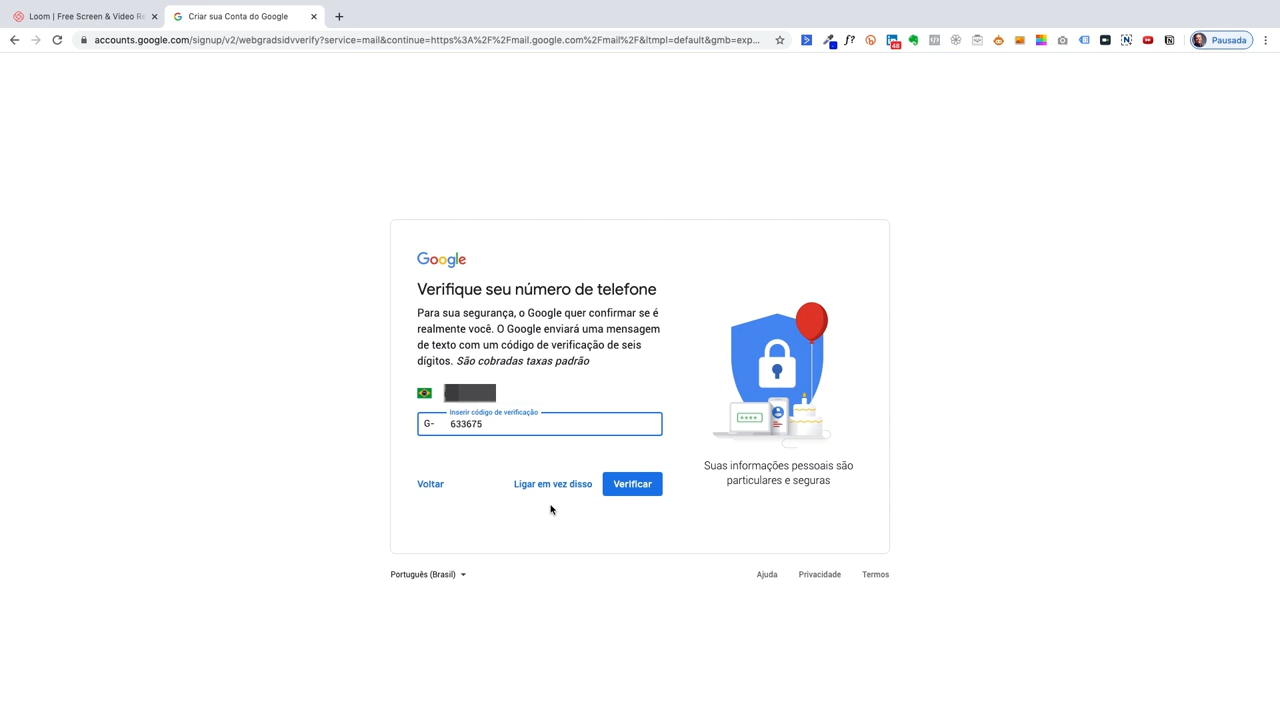 Loom | Free Screen & Video Re
Criar sua Conta do Google
accounts.google.com/signup/v2/webgradsidvverify?service=mail&continue=https%3A%2F%2Fmail.google.com%2Fmail%2F&ltmpl=default&gmb=exp...
f?
48
Pausada
Google
Verifique seu número de telefone
Para sua segurança, o Google quer confirmar se é
realmente você. O Google enviará uma mensagem
de texto com um código de verificação de seis
dígitos. São cobradas taxas padrão
Inserir código de verificação
G- 633675
Voltar
Ligar em vez disso
Verificar
Suas informações pessoais são
particulares e seguras
Português (Brasil)
Ajuda
Privacidade
Termos